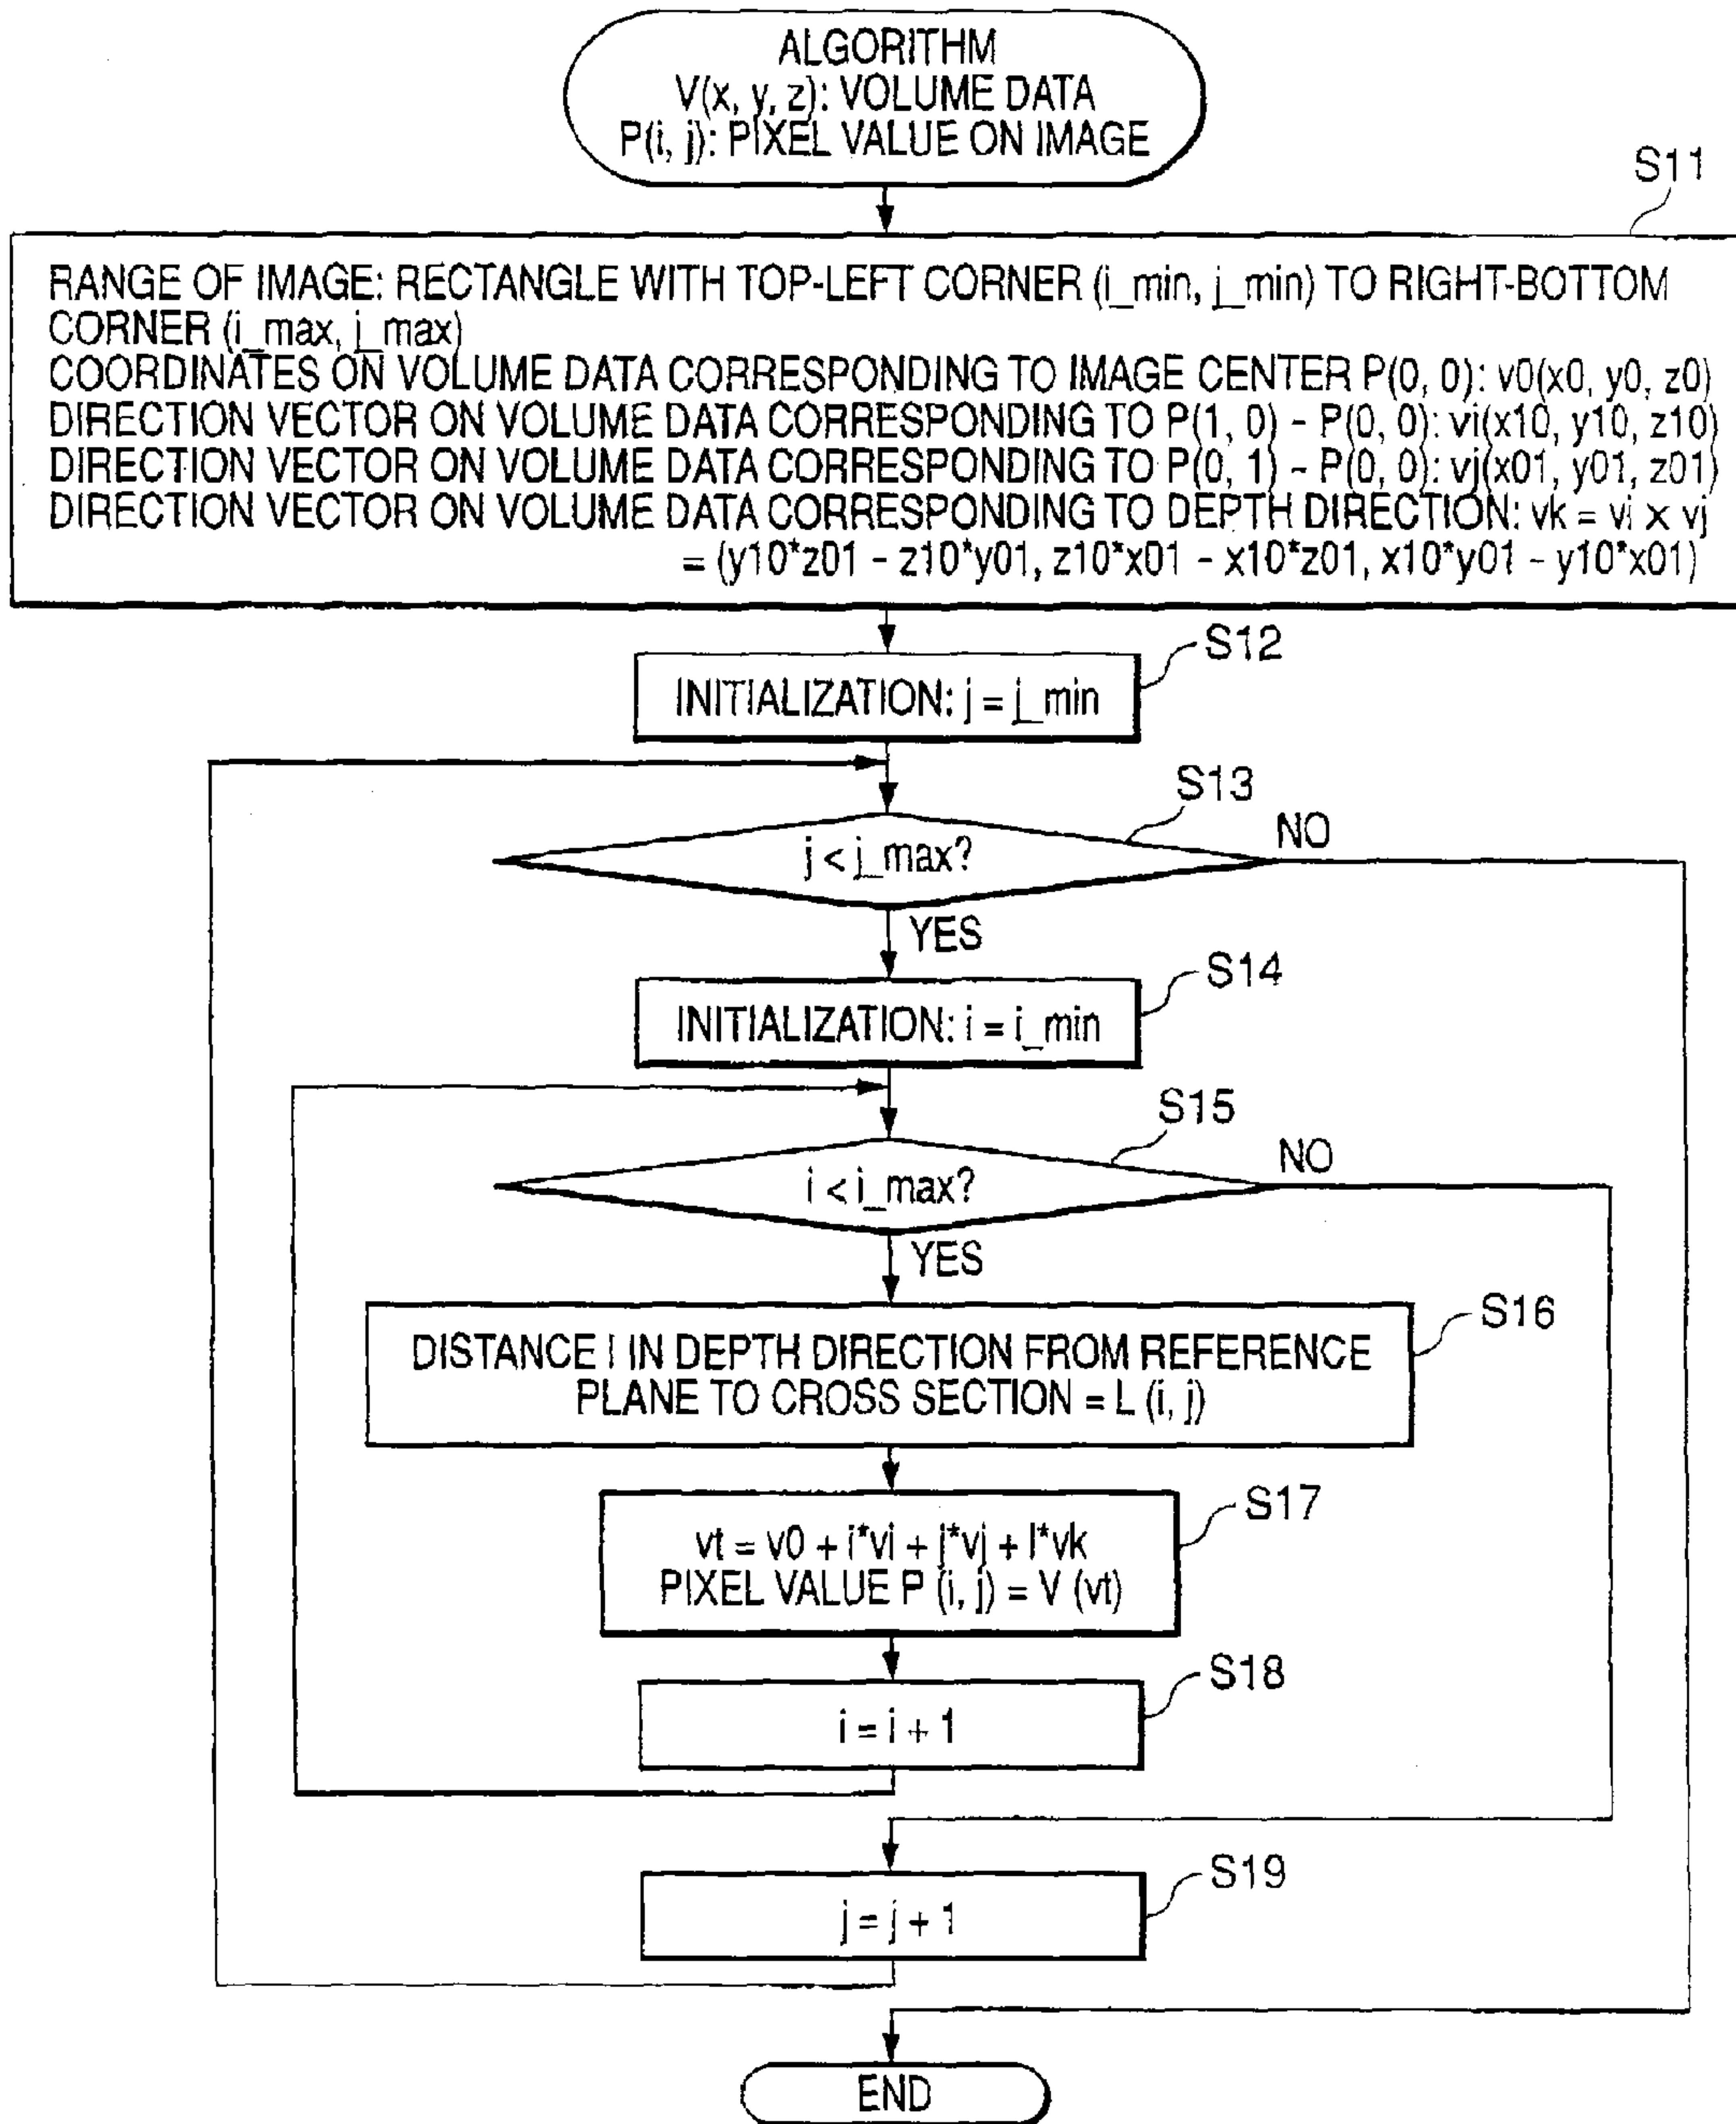 ALGORITHM
V(x, y, z): VOLUME DATA
P(i, j): PIXEL VALUE ON IMAGE
S11
RANGE OF IMAGE: RECTANGLE WITH TOP-LEFT CORNER (i_min, j_min) TO RIGHT-BOTTOM
CORNER (i_max, j_max)
COORDINATES ON VOLUME DATA CORRESPONDING TO IMAGE CENTER P(0, 0): v0(x0, y0, z0)
DIRECTION VECTOR ON VOLUME DATA CORRESPONDING TO P(1, 0) - P(0, 0): vi(x10, y10, z10)
DIRECTION VECTOR ON VOLUME DATA CORRESPONDING TO P(0, 1) - P(0, 0): vj(x01, y01, z01)
DIRECTION VECTOR ON VOLUME DATA CORRESPONDING TO DEPTH DIRECTION: vk = vi x vj
= (y10*z01 - z10*y01, z10*x01 - x10*z01, x10*y01 - y10*x01)
S12
INITIALIZATION: j = j_min
S13
j < j_max?
NO
YES
S14
INITIALIZATION: i = i_min
S15
i < i_max?
NO
YES
S16
DISTANCE l IN DEPTH DIRECTION FROM REFERENCE
PLANE TO CROSS SECTION = L (i, j)
S17
vt = v0 + i*vi + j*vj + l*vk
PIXEL VALUE P (i, j) = V (vt)
S18
i = i + 1
S19
j = j + 1
END